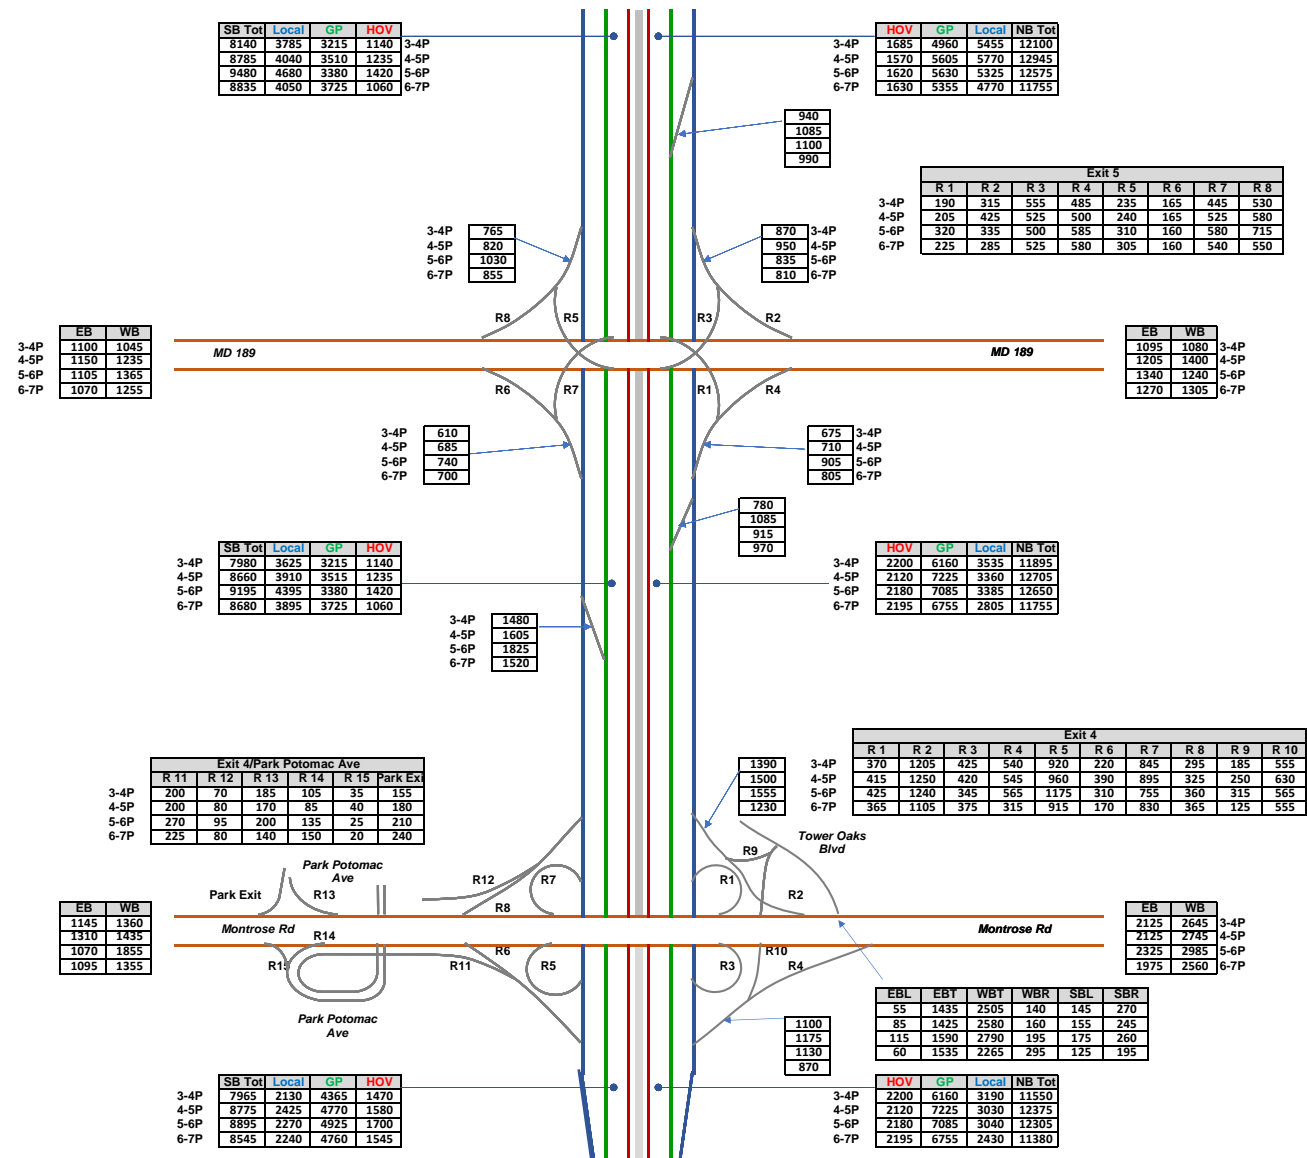 SB Tot Local GP HOV
8140 3785 3215 1140 3-4P
8785 4040 3510 1235 4-5P
9480 4680 3380 1420 5-6P
8835 4050 3725 1060 6-7P
HOV GP Local NB Tot
3-4P 1685 4960 5455 12100
4-5P 1570 5605 5770 12945
5-6P 1620 5630 5325 12575
6-7P 1630 5355 4770 11755
940
1085
1100
990
Exit 5
R 1 R 2 R 3 R 4 R 5 R 6 R 7 R 8
3-4P 190 315 555 485 235 165 445 530
4-5P 205 425 525 500 240 165 525 580
5-6P 320 335 500 585 310 160 580 715
6-7P 225 285 525 580 305 160 540 550
3-4P 765
4-5P 820
5-6P 1030
6-7P 855
870 3-4P
950 4-5P
835 5-6P
810 6-7P
R8 R5 R3 R2
EB WB
3-4P 1100 1045
4-5P 1150 1235
5-6P 1105 1365
6-7P 1070 1255
MD 189
MD 189
EB WB
1095 1080 3-4P
1205 1400 4-5P
1340 1240 5-6P
1270 1305 6-7P
R6 R7 R1 R4
3-4P 610
4-5P 685
5-6P 740
6-7P 700
675 3-4P
710 4-5P
905 5-6P
805 6-7P
780
1085
915
970
SB Tot Local GP HOV
3-4P 7980 3625 3215 1140
4-5P 8660 3910 3515 1235
5-6P 9195 4395 3380 1420
6-7P 8680 3895 3725 1060
HOV GP Local NB Tot
3-4P 2200 6160 3535 11895
4-5P 2120 7225 3360 12705
5-6P 2180 7085 3385 12650
6-7P 2195 6755 2805 11755
3-4P 1480
4-5P 1605
5-6P 1825
6-7P 1520
Exit 4
R 1 R 2 R 3 R 4 R 5 R 6 R 7 R 8 R 9 R 10
3-4P 370 1205 425 540 920 220 845 295 185 555
4-5P 415 1250 420 545 960 390 895 325 250 630
5-6P 425 1240 345 565 1175 310 755 360 315 565
6-7P 365 1105 375 315 915 170 830 365 125 555
Exit 4/Park Potomac Ave
R 11 R 12 R 13 R 14 R 15 Park Exi
3-4P 200 70 185 105 35 155
4-5P 200 80 170 85 40 180
5-6P 270 95 200 135 25 210
6-7P 225 80 140 150 20 240
1390
1500
1555
1230
Tower Oaks
Blvd
Park Potomac
Ave
Park Exit R13 R12 R7 R8 R1 R9 R2
EB WB
1145 1360
1310 1435
1070 1855
1095 1355
Montrose Rd
Montrose Rd
EB WB
2125 2645 3-4P
2125 2745 4-5P
2325 2985 5-6P
1975 2560 6-7P
R14 R15 R11 R6 R5 R3 R10 R4
Park Potomac
Ave
1100
1175
1130
870
EBL EBT WBT WBR SBL SBR
55 1435 2505 140 145 270
85 1425 2580 160 155 245
115 1590 2790 195 175 260
60 1535 2265 295 125 195
SB Tot Local GP HOV
3-4P 7965 2130 4365 1470
4-5P 8775 2425 4770 1580
5-6P 8895 2270 4925 1700
6-7P 8545 2240 4760 1545
HOV GP Local NB Tot
3-4P 2200 6160 3190 11550
4-5P 2120 7225 3030 12375
5-6P 2180 7085 3040 12305
6-7P 2195 6755 2430 11380